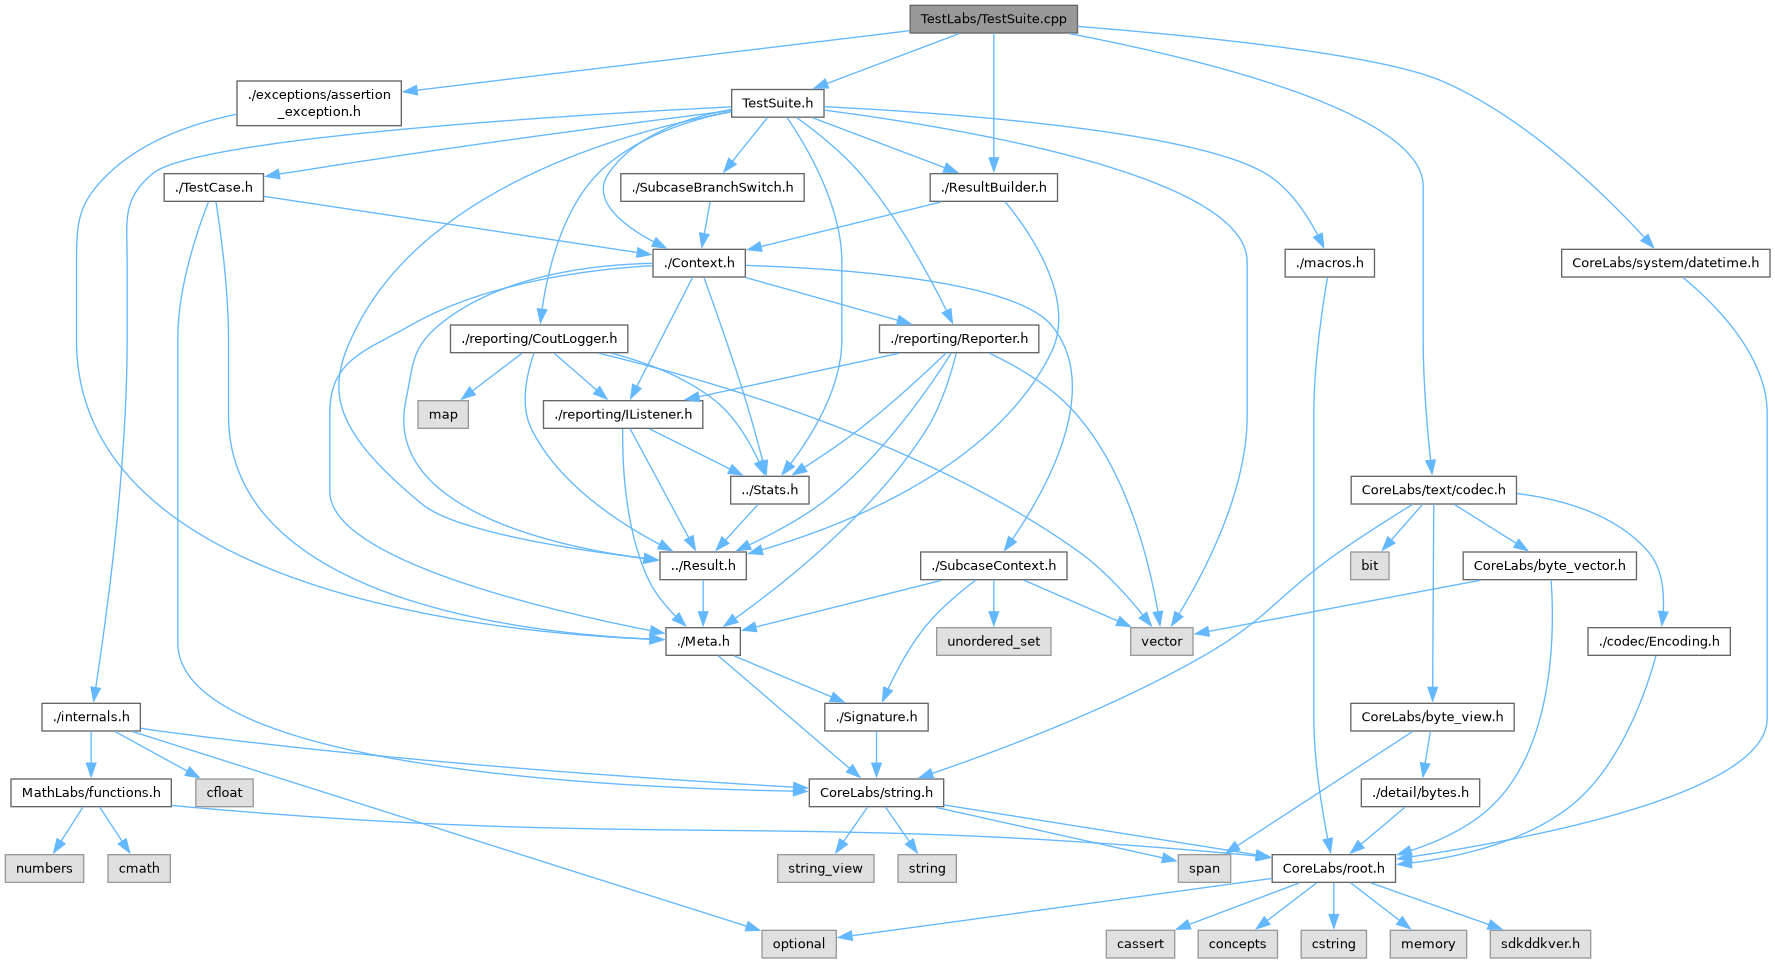 TestLabs/TestSuite.cpp
./exceptions/assertion
_exception.h
TestSuite.h
./TestCase.h
./SubcaseBranchSwitch.h
./ResultBuilder.h
./Context.h
./macros.h
CoreLabs/system/datetime.h
./reporting/CoutLogger.h
./reporting/Reporter.h
map
./reporting/IListener.h
../Stats.h
CoreLabs/text/codec.h
../Result.h
./SubcaseContext.h
bit
CoreLabs/byte_vector.h
./Meta.h
unordered_set
vector
./codec/Encoding.h
./internals.h
./Signature.h
CoreLabs/byte_view.h
MathLabs/functions.h
cfloat
CoreLabs/string.h
./detail/bytes.h
numbers
cmath
string_view
string
span
CoreLabs/root.h
optional
cassert
concepts
cstring
memory
sdkddkver.h